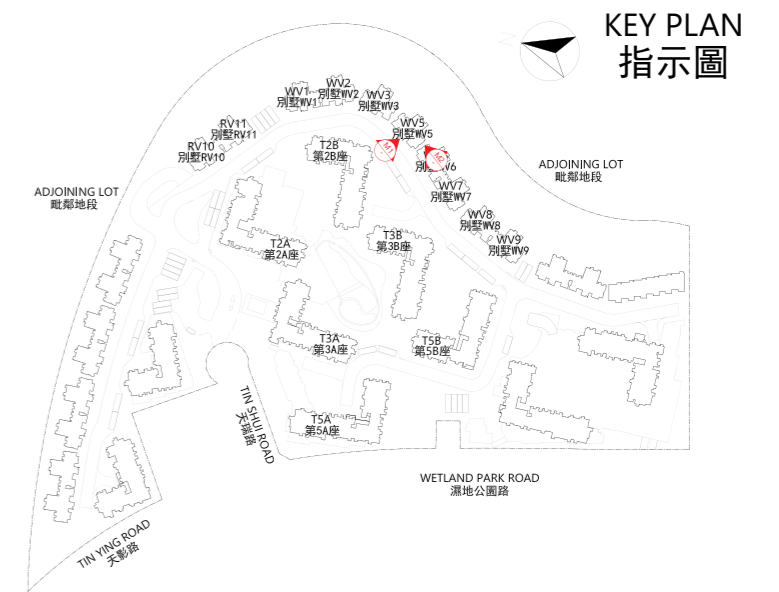 KEY PLAN
指示圖
N
WV1
別墅WV1
WV2
別墅WV2
WV3
別墅WV3
RV11
別墅RV11
RV10
別墅RV10
WV5
別墅WV5
M1
M2
T2B
第2B座
ADJOINING LOT
毗鄰地段
WV7
別墅WV7
ADJOINING LOT
毗鄰地段
WV8
別墅WV8
WV9
別墅WV9
T2A
第2A座
T3B
第3B座
T3A
第3A座
T5B
第5B座
T5A
第5A座
TIN SHUI ROAD
天瑞路
WETLAND PARK ROAD
濕地公園路
TIN YING ROAD
天影路